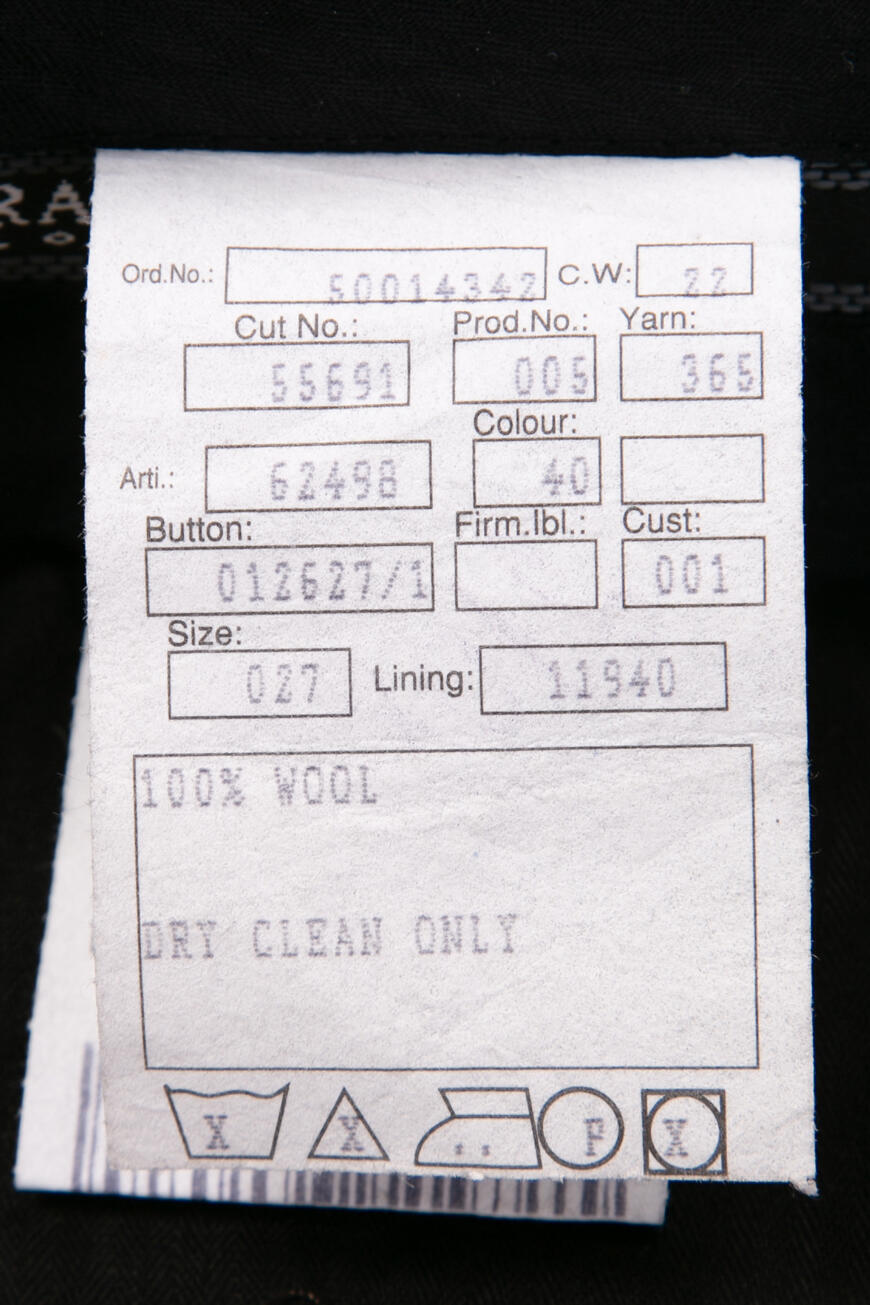 RA
Ord.No.: 50014342 C.W: 22
Cut No.: Prod.No.: Yarn:
55691 005 365
Colour:
Arti.: 62498 40
Button: Firm.lbl.: Cust:
012627/1 001
Size:
027 Lining: 11940
100% WOOL
DRY CLEAN ONLY
X X .. P X